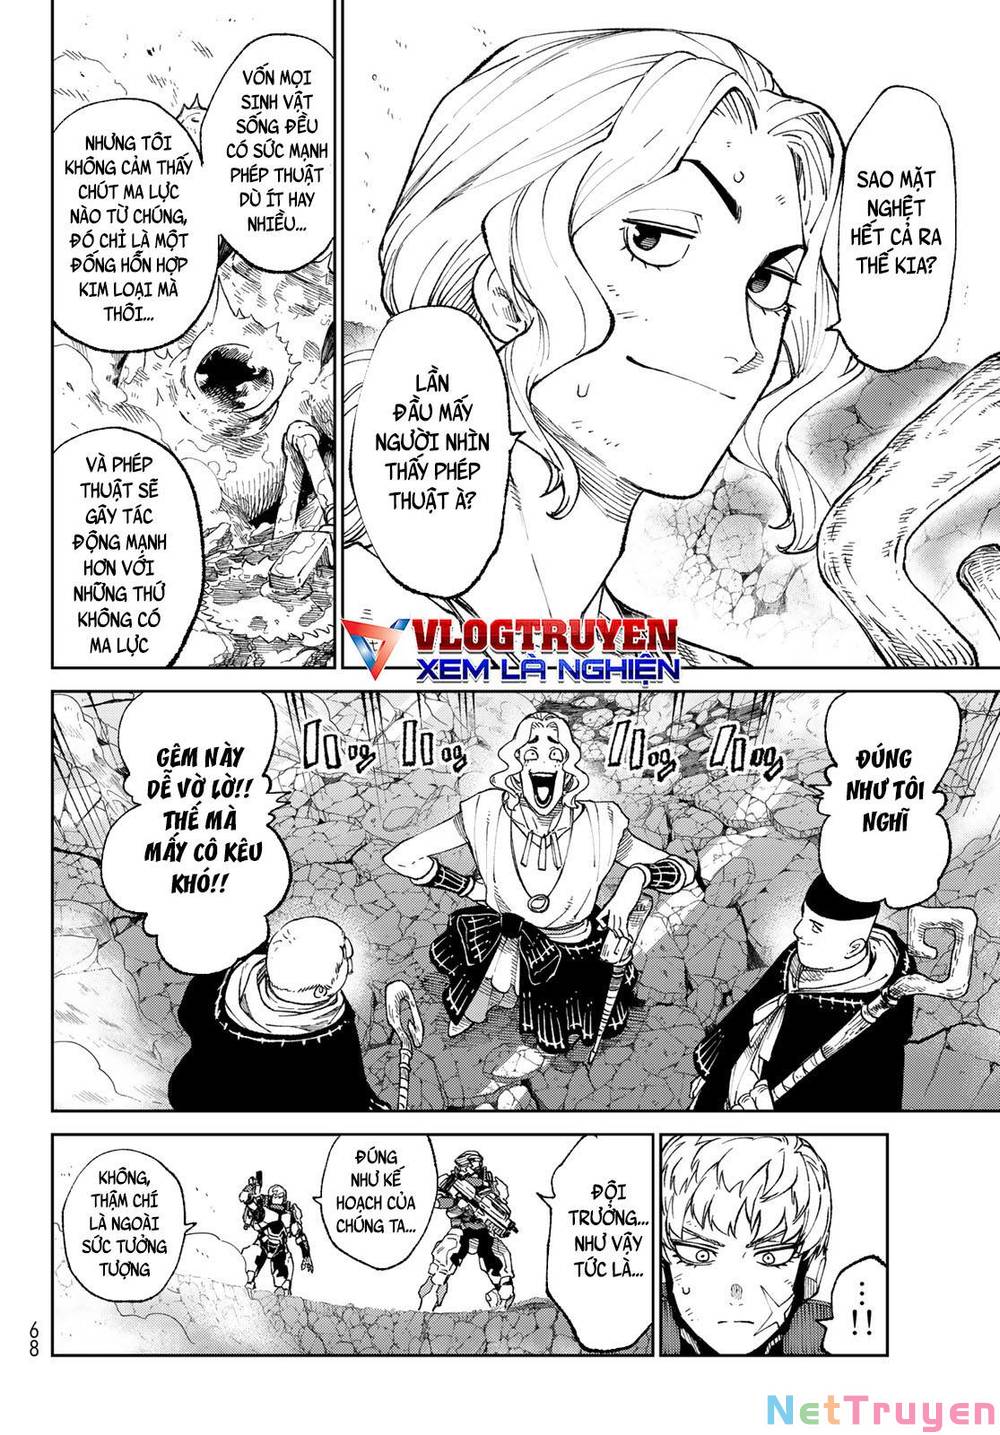 SAO MẶT
NGHỆT
HẾT CẢ RA
THẾ KIA?
LẦN
ĐẦU MẤY
NGƯỜI NHÌN
THẤY PHÉP
THUẬT À?
VỐN MỌI
SINH VẬT
SỐNG ĐỀU
CÓ SỨC MẠNH
PHÉP THUẬT
DÙ ÍT HAY
NHIỀU...
NHƯNG TÔI
KHÔNG CẢM THẤY
CHÚT MA LỰC
NÀO TỪ CHÚNG,
ĐÓ CHỈ LÀ MỘT
ĐỐNG HỖN HỢP
KIM LOẠI MÀ
THÔI...
VÀ PHÉP
THUẬT SẼ
GÂY TÁC
ĐỘNG MẠNH
HƠN VỚI
NHỮNG THỨ
KHÔNG CÓ
MA LỰC
VLOGTRUYEN
XEM LÀ NGHIỆN
ĐÚNG
NHƯ TÔI
NGHĨ
GÊM NÀY
DỄ VỜ LỜ!!
THẾ MÀ
MẤY CÔ KÊU
KHÓ!!
...!!
ĐỘI
TRƯỞNG...
NHƯ VẬY
TỨC LÀ...
ĐÚNG
NHƯ KẾ
HOẠCH CỦA
CHÚNG TA...
KHÔNG,
THẬM CHÍ
LÀ NGOÀI
SỨC TƯỞNG
TƯỢNG
68
NetTruyen